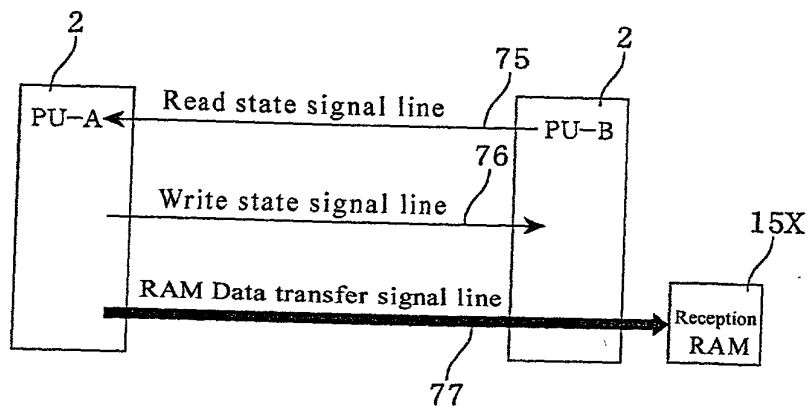 2
75
2
Read state signal line
PU-A
PU-B
76
Write state signal line
15X
RAM Data transfer signal line
Reception
RAM
77